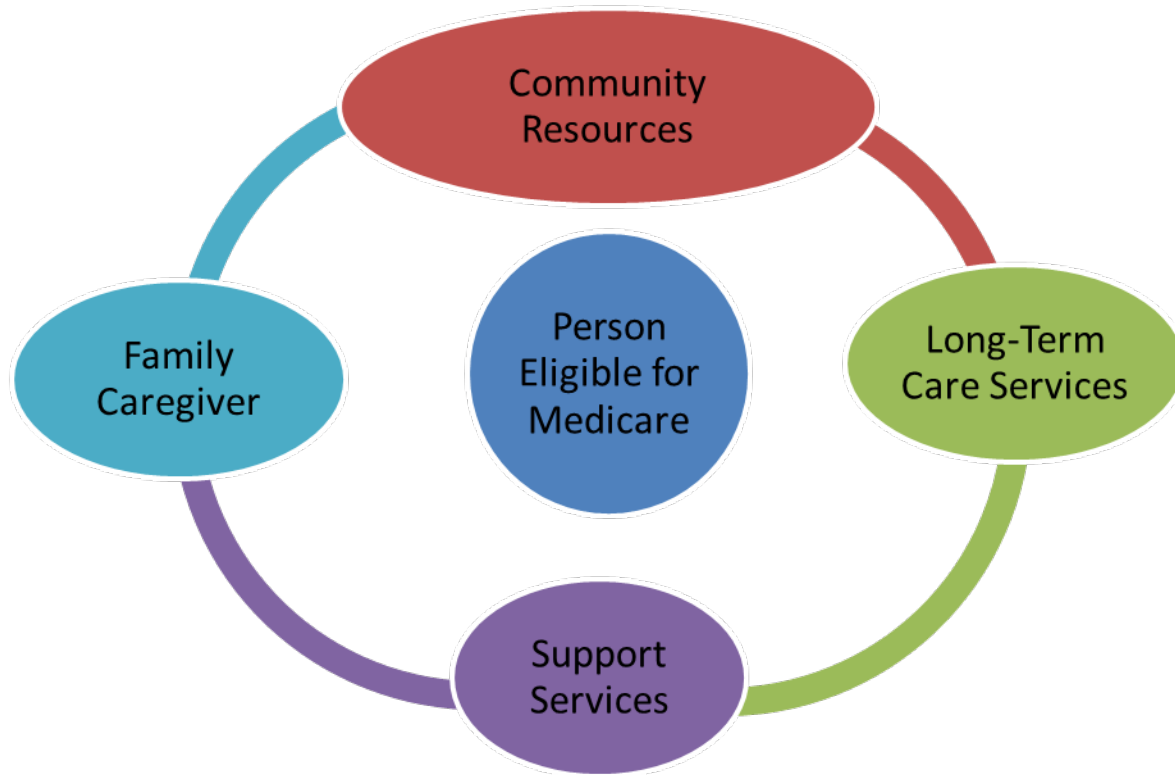 Community
Resources
Family
Caregiver
Person
Eligible for
Medicare
Long-Term
Care Services
Support
Services